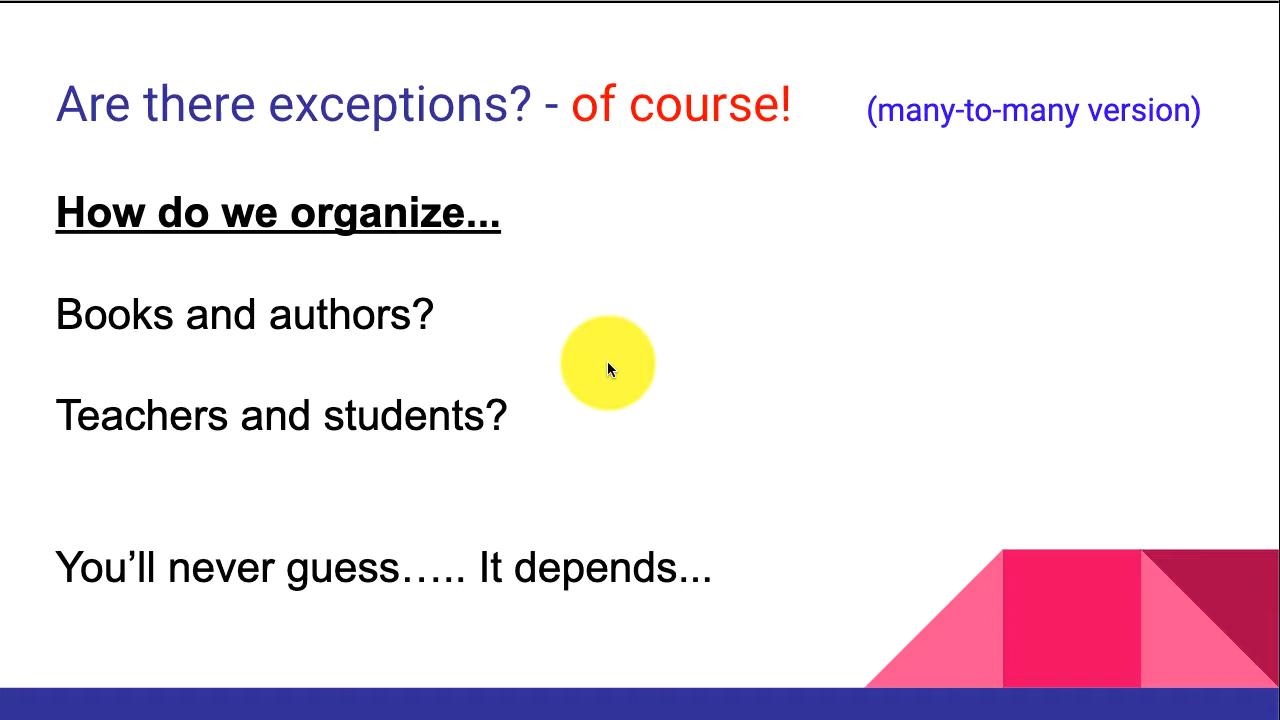 Are there exceptions? - of course! (many-to-many version)
How do we organize...
Books and authors?
Teachers and students?
You’ll never guess….. It depends...